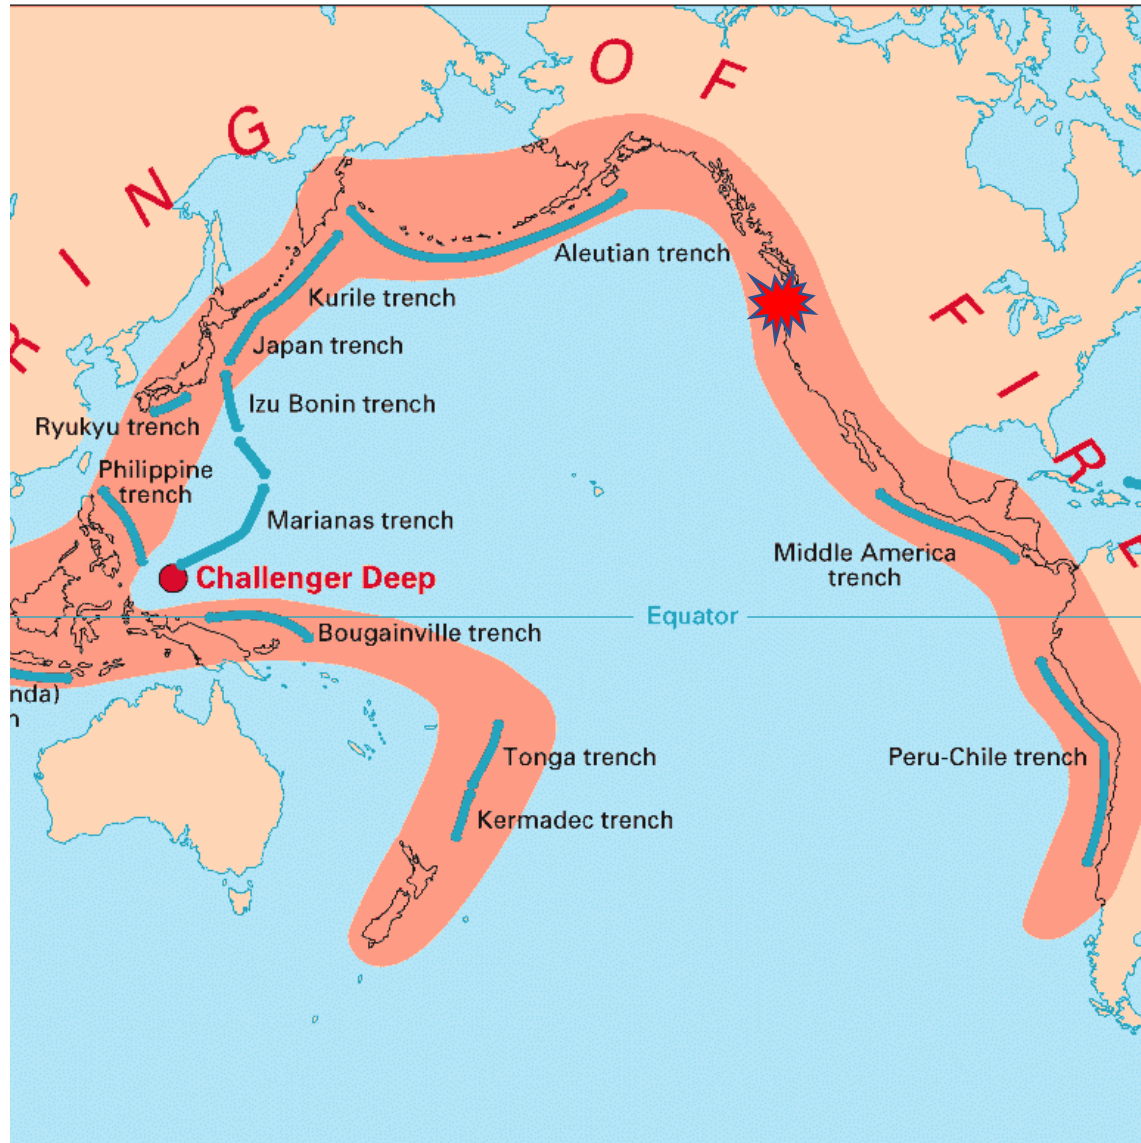 RING OF FIRE
Aleutian trench
Kurile trench
Japan trench
Izu Bonin trench
Ryukyu trench
Philippine
trench
Marianas trench
Challenger Deep
Middle America
trench
Equator
Bougainville trench
nda)
Tonga trench
Peru-Chile trench
Kermadec trench